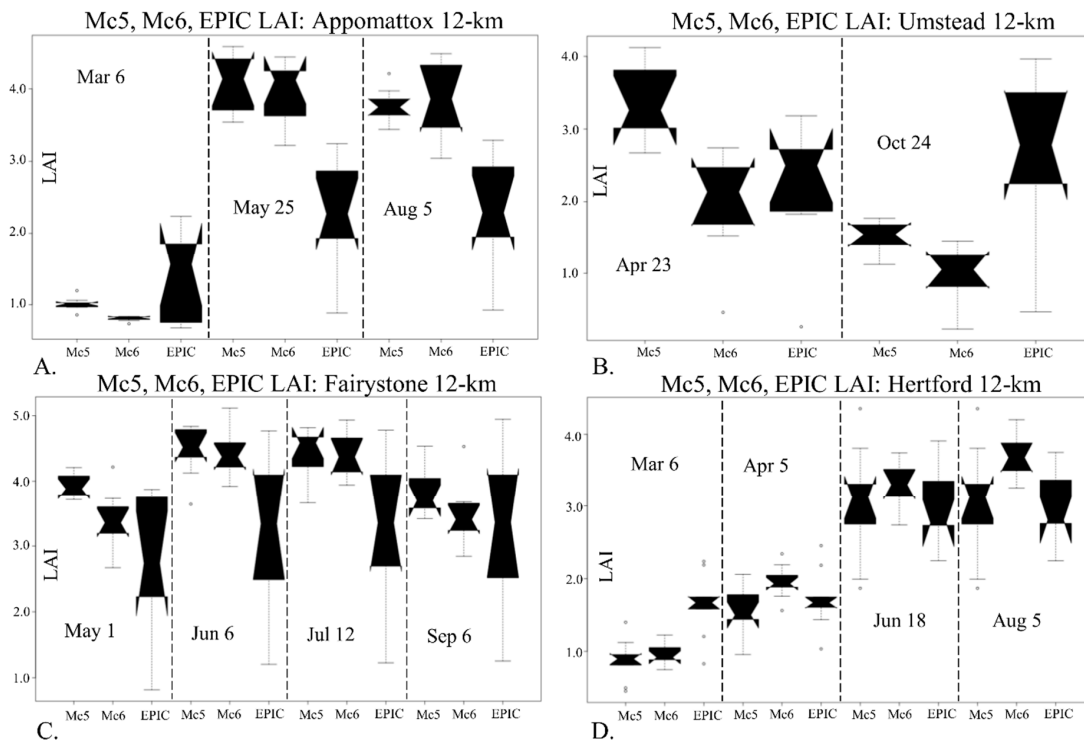 Mc5, Mc6, EPIC LAI: Appomattox 12-km
4.0
3.0
2.0
1.0
LAI
Mar 6
May 25
Aug 5
Mc5 Mc6 EPIC Mc5 Mc6 EPIC Mc5 Mc6 EPIC
A.
Mc5, Mc6, EPIC LAI: Umstead 12-km
4.0
3.0
2.0
1.0
LAI
Apr 23
Oct 24
Mc5 Mc6 EPIC Mc5 Mc6 EPIC
B.
Mc5, Mc6, EPIC LAI: Fairystone 12-km
5.0
4.0
3.0
2.0
1.0
LAI
May 1
Jun 6
Jul 12
Sep 6
Mc5 Mc6 EPIC Mc5 Mc6 EPIC Mc5 Mc6 EPIC Mc5 Mc6 EPIC
C.
Mc5, Mc6, EPIC LAI: Hertford 12-km
4.0
3.0
2.0
1.0
LAI
Mar 6
Apr 5
Jun 18
Aug 5
Mc5 Mc6 EPIC Mc5 Mc6 EPIC Mc5 Mc6 EPIC Mc5 Mc6 EPIC
D.